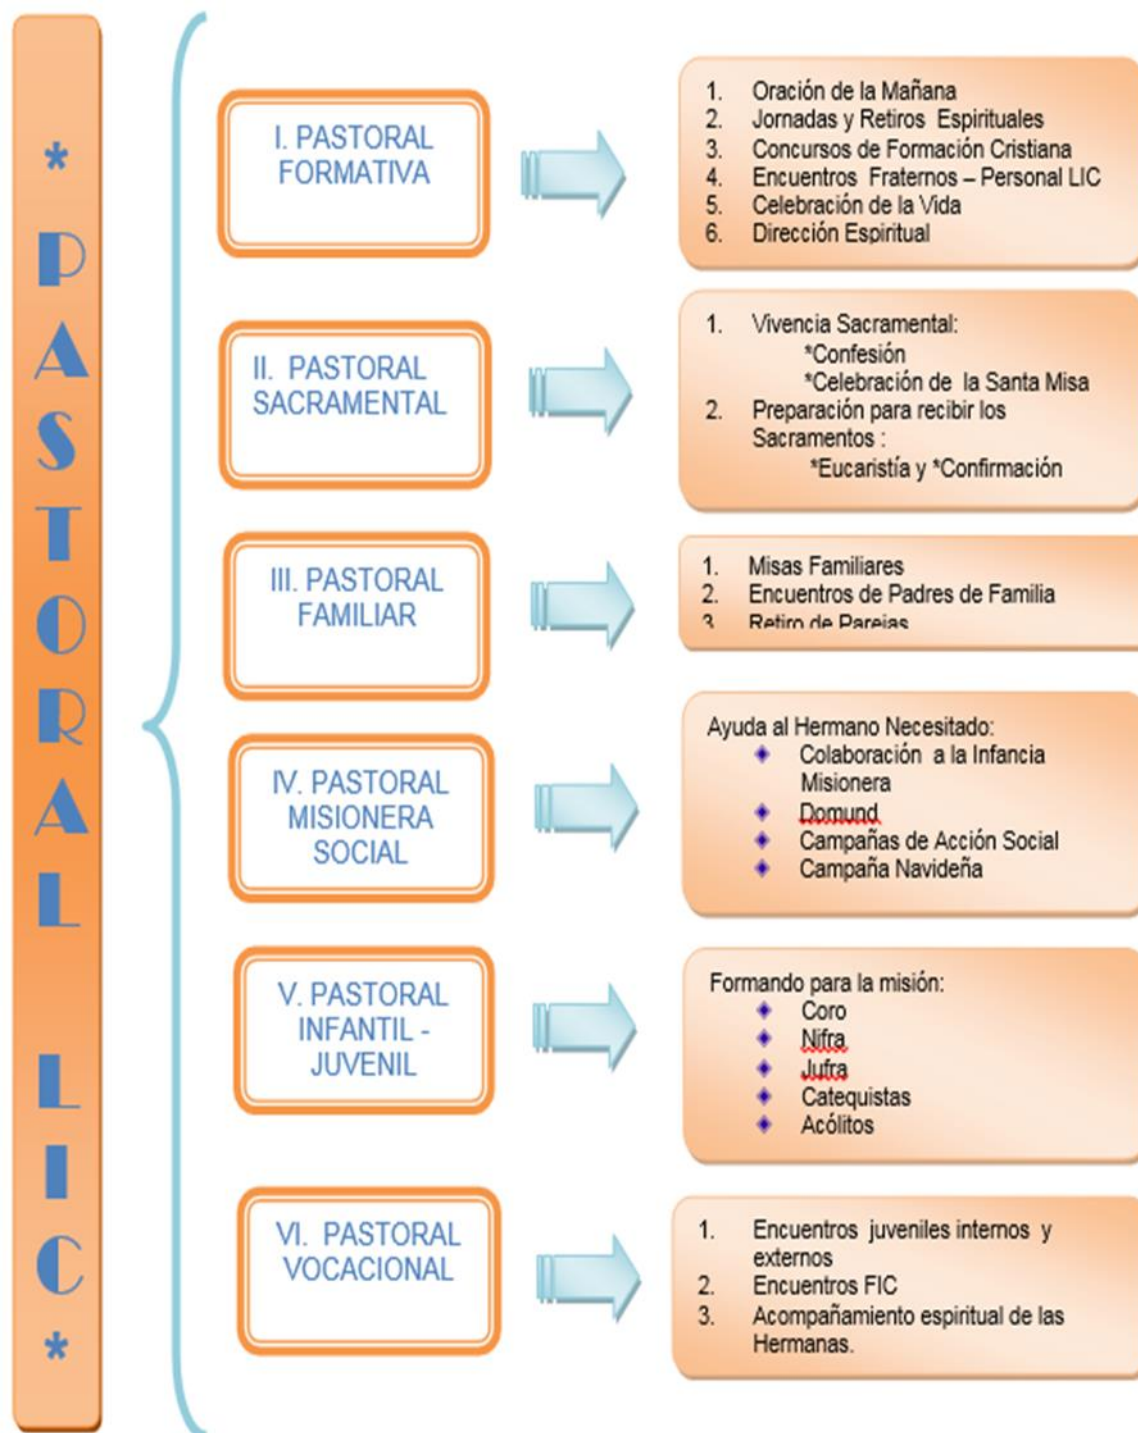 * PASTORAL LIC *
I. PASTORAL
FORMATIVA
1. Oración de la Mañana
2. Jornadas y Retiros Espirituales
3. Concursos de Formación Cristiana
4. Encuentros Fraternos – Personal LIC
5. Celebración de la Vida
6. Dirección Espiritual
II. PASTORAL
SACRAMENTAL
1. Vivencia Sacramental:
*Confesión
*Celebración de la Santa Misa
2. Preparación para recibir los
Sacramentos :
*Eucaristía y *Confirmación
III. PASTORAL
FAMILIAR
1. Misas Familiares
2. Encuentros de Padres de Familia
3. Retiro de Parejas
IV. PASTORAL
MISIONERA
SOCIAL
Ayuda al Hermano Necesitado:
Colaboración a la Infancia
Misionera
Domund
Campañas de Acción Social
Campaña Navideña
V. PASTORAL
INFANTIL -
JUVENIL
Formando para la misión:
Coro
Nifra
Jufra
Catequistas
Acólitos
VI. PASTORAL
VOCACIONAL
1. Encuentros juveniles internos y
externos
2. Encuentros FIC
3. Acompañamiento espiritual de las
Hermanas.